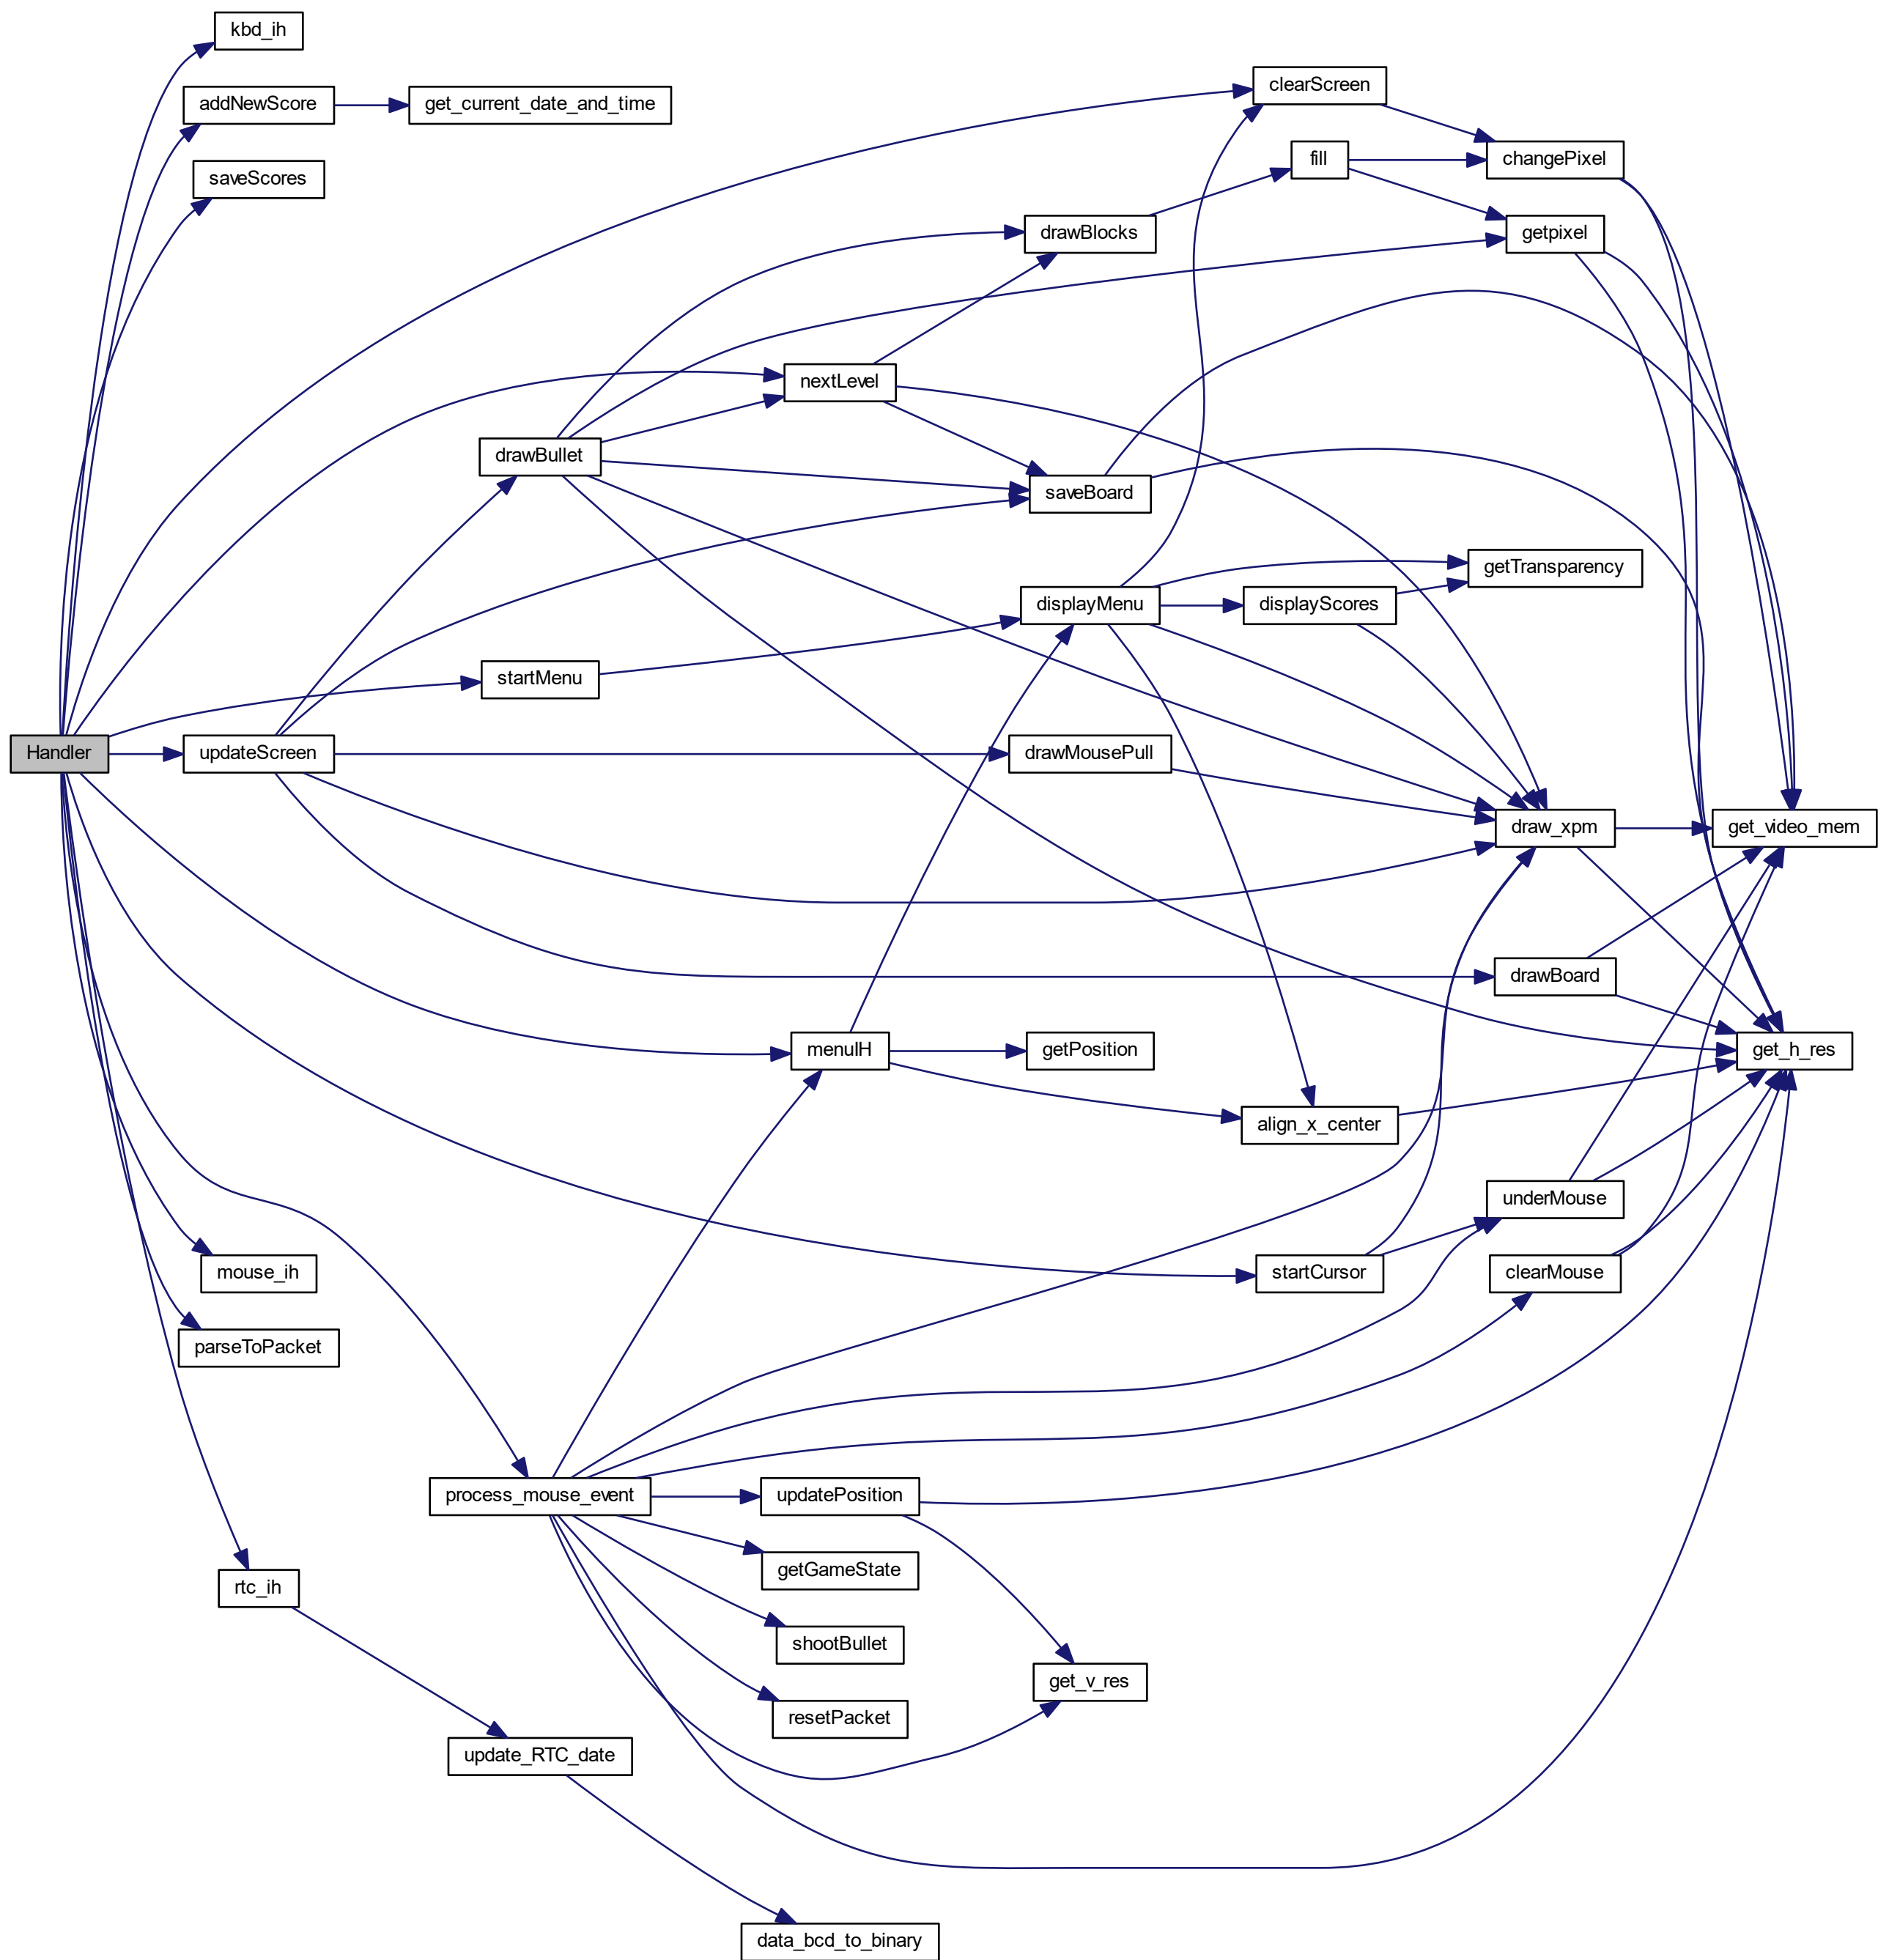 kbd_ih
clearScreen
addNewScore
get_current_date_and_time
fill
changePixel
saveScores
drawBlocks
getpixel
nextLevel
drawBullet
saveBoard
getTransparency
displayMenu
displayScores
startMenu
Handler
updateScreen
drawMousePull
draw_xpm
get_video_mem
drawBoard
menuIH
getPosition
get_h_res
align_x_center
underMouse
mouse_ih
startCursor
clearMouse
parseToPacket
process_mouse_event
updatePosition
getGameState
rtc_ih
shootBullet
get_v_res
resetPacket
update_RTC_date
data_bcd_to_binary